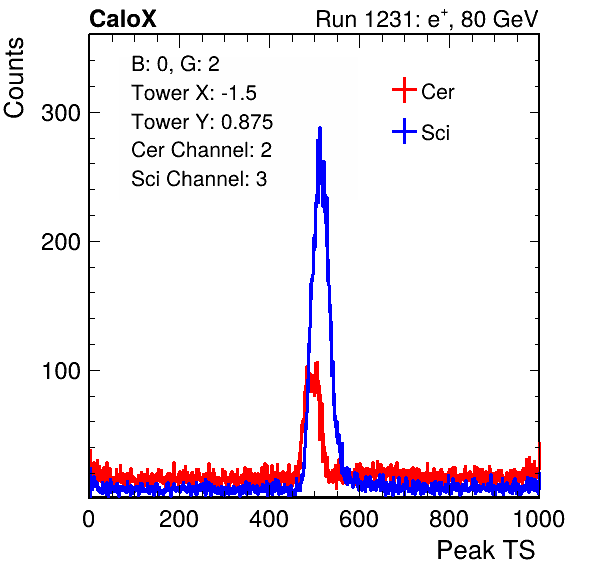 CaloX Run 1231: e⁺, 80 GeV
Counts
B: 0, G: 2
Tower X: -1.5
Tower Y: 0.875
Cer Channel: 2
Sci Channel: 3
Cer
Sci
300
200
100
0 200 400 600 800 1000
Peak TS